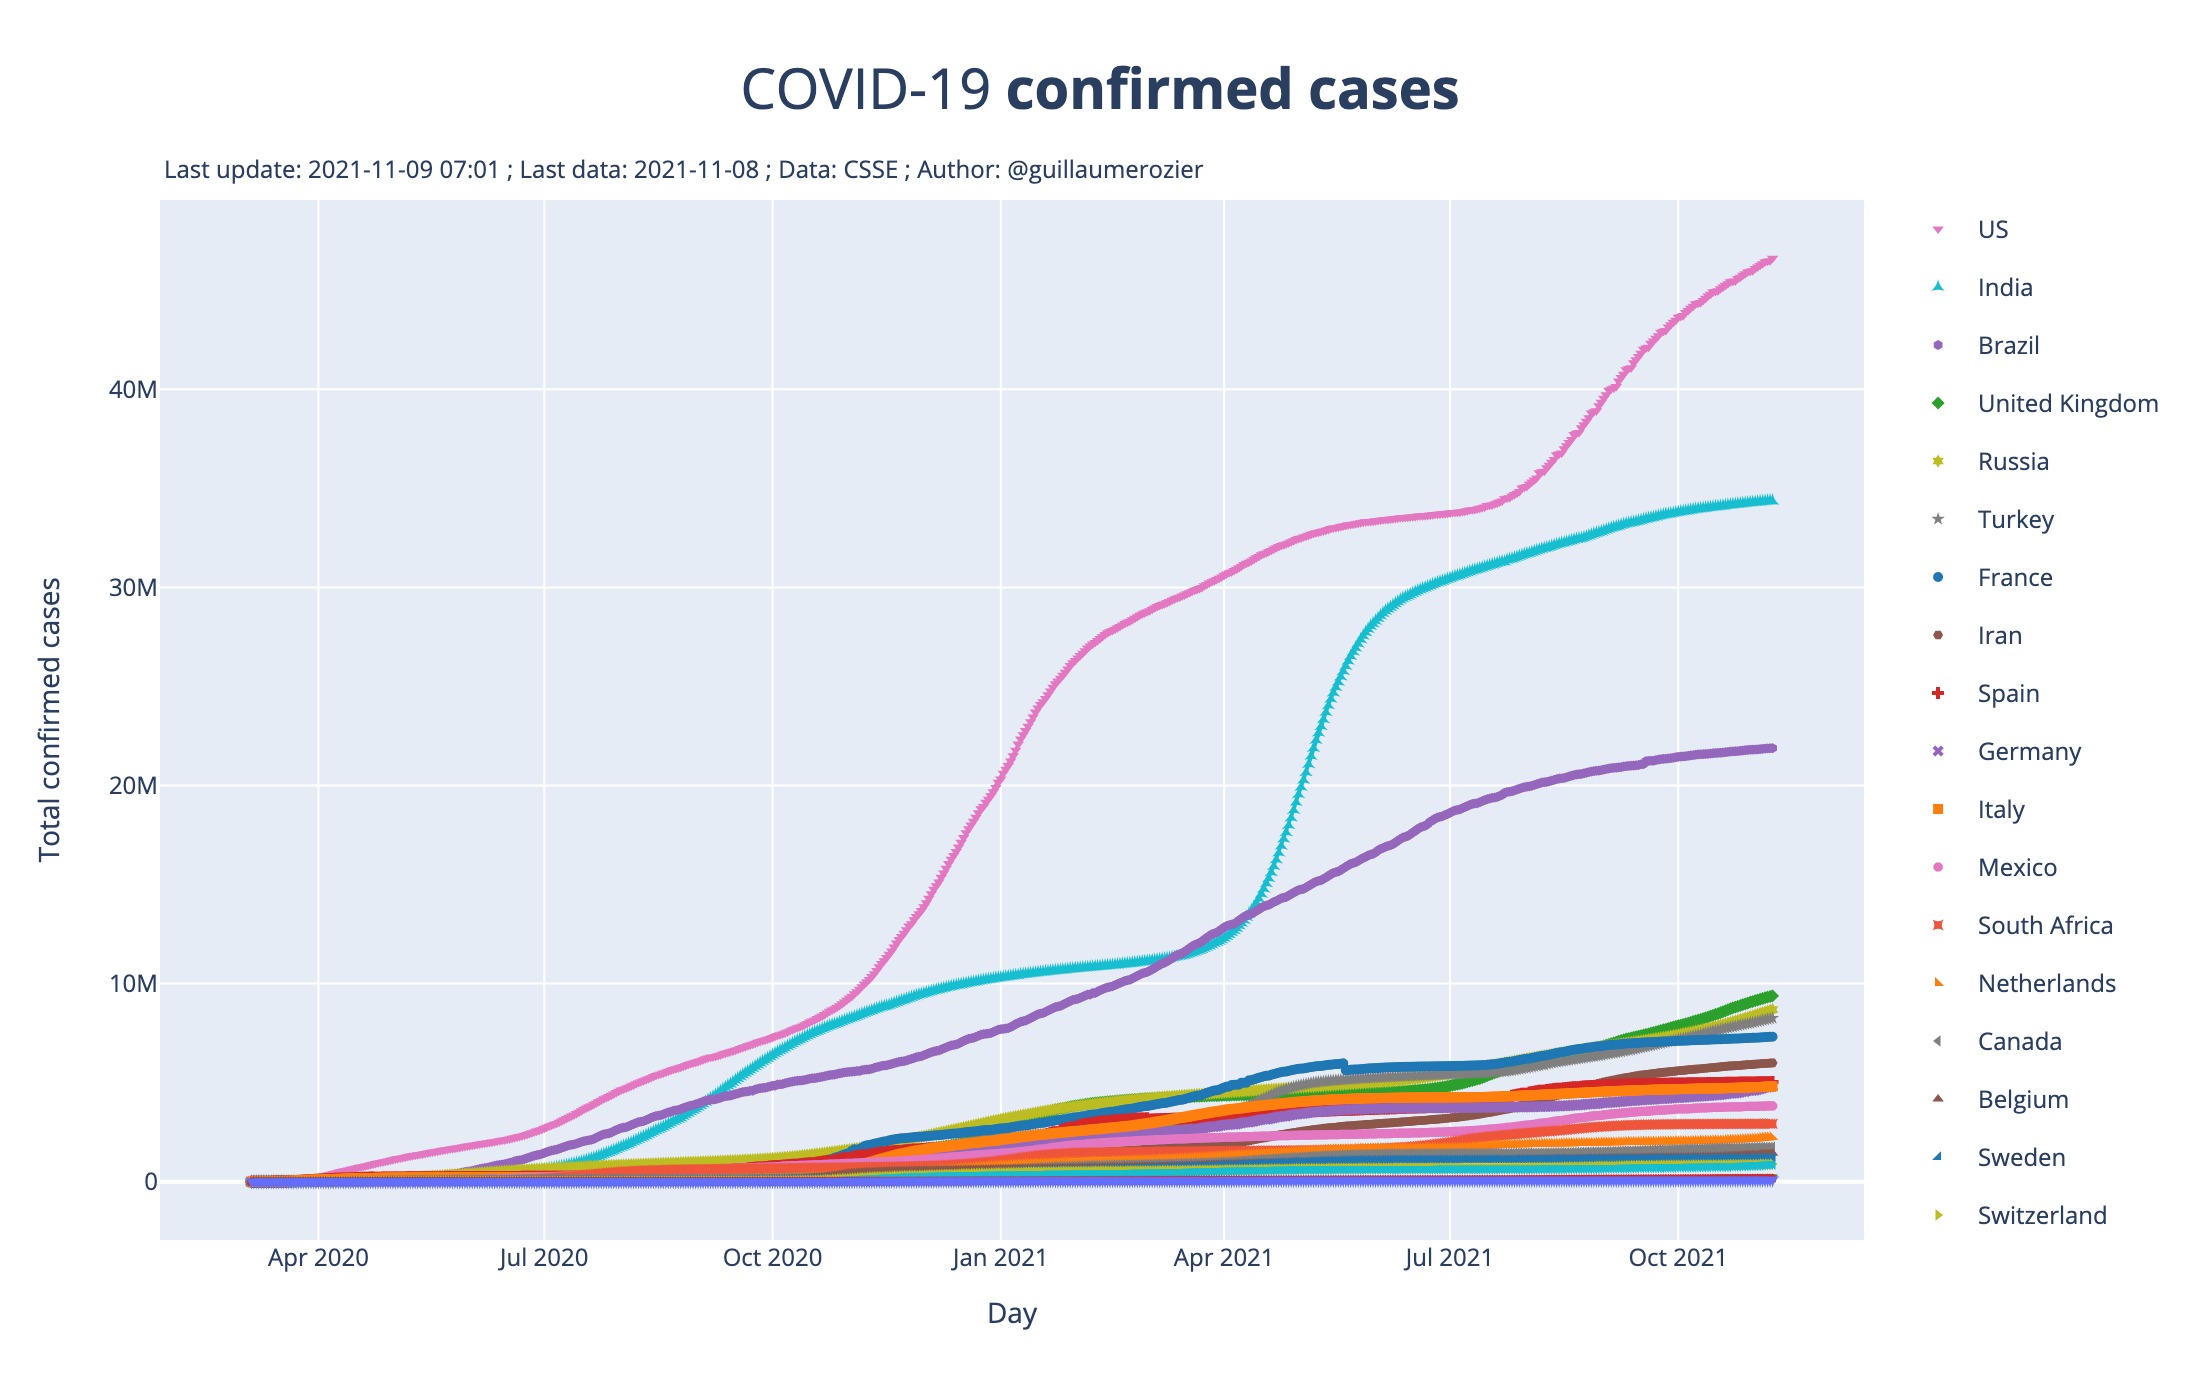 COVID-19 confirmed cases
Last update: 2021-11-09 07:01 ; Last data: 2021-11-08 ; Data: CSSE ; Author: @guillaumerozier
Total confirmed cases
40M
30M
20M
10M
0
Apr 2020
Jul 2020
Oct 2020
Jan 2021
Apr 2021
Jul 2021
Oct 2021
Day
US
India
Brazil
United Kingdom
Russia
Turkey
France
Iran
Spain
Germany
Italy
Mexico
South Africa
Netherlands
Canada
Belgium
Sweden
Switzerland